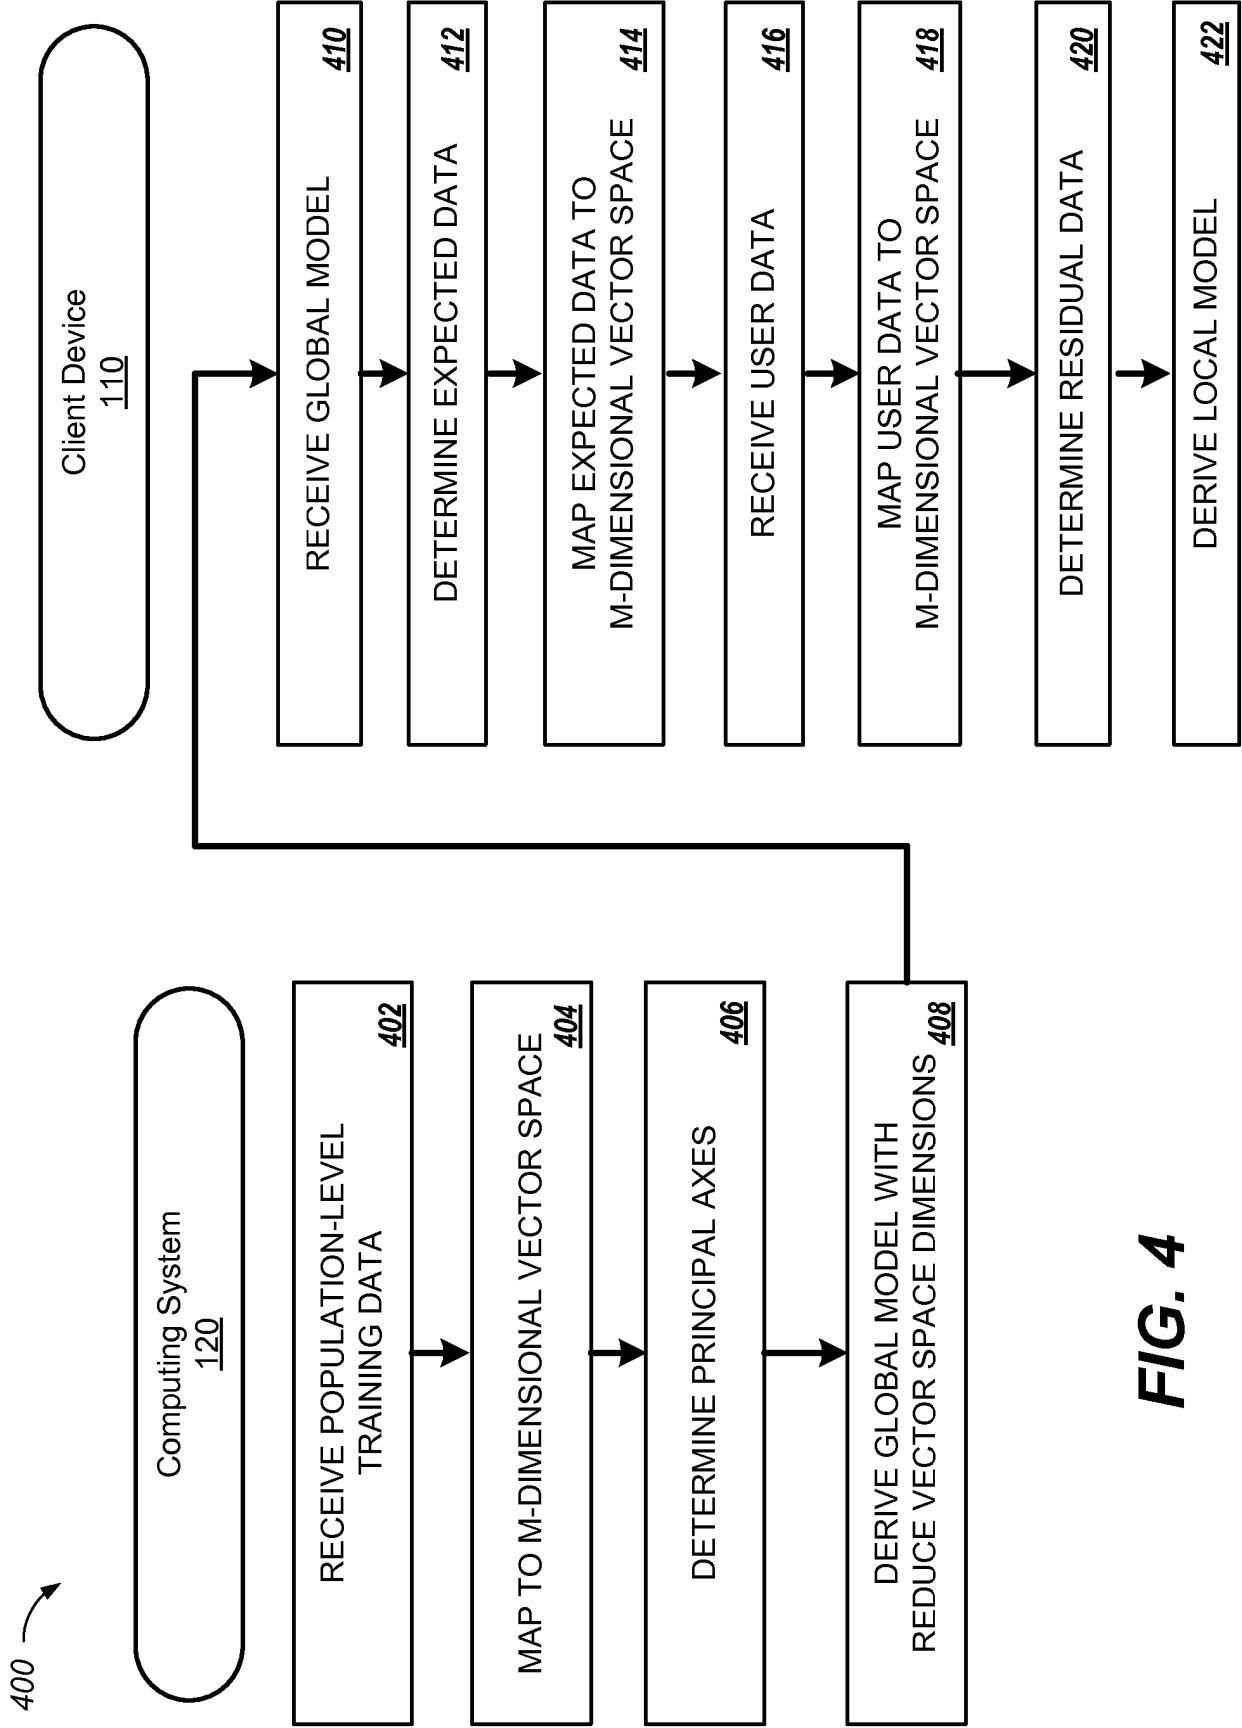 400
Computing System
120
RECEIVE POPULATION-LEVEL
TRAINING DATA
402
MAP TO M-DIMENSIONAL VECTOR SPACE
404
DETERMINE PRINCIPAL AXES
406
DERIVE GLOBAL MODEL WITH
REDUCE VECTOR SPACE DIMENSIONS
408
Client Device
110
RECEIVE GLOBAL MODEL
410
DETERMINE EXPECTED DATA
412
MAP EXPECTED DATA TO
M-DIMENSIONAL VECTOR SPACE
414
RECEIVE USER DATA
416
MAP USER DATA TO
M-DIMENSIONAL VECTOR SPACE
418
DETERMINE RESIDUAL DATA
420
DERIVE LOCAL MODEL
422
FIG. 4